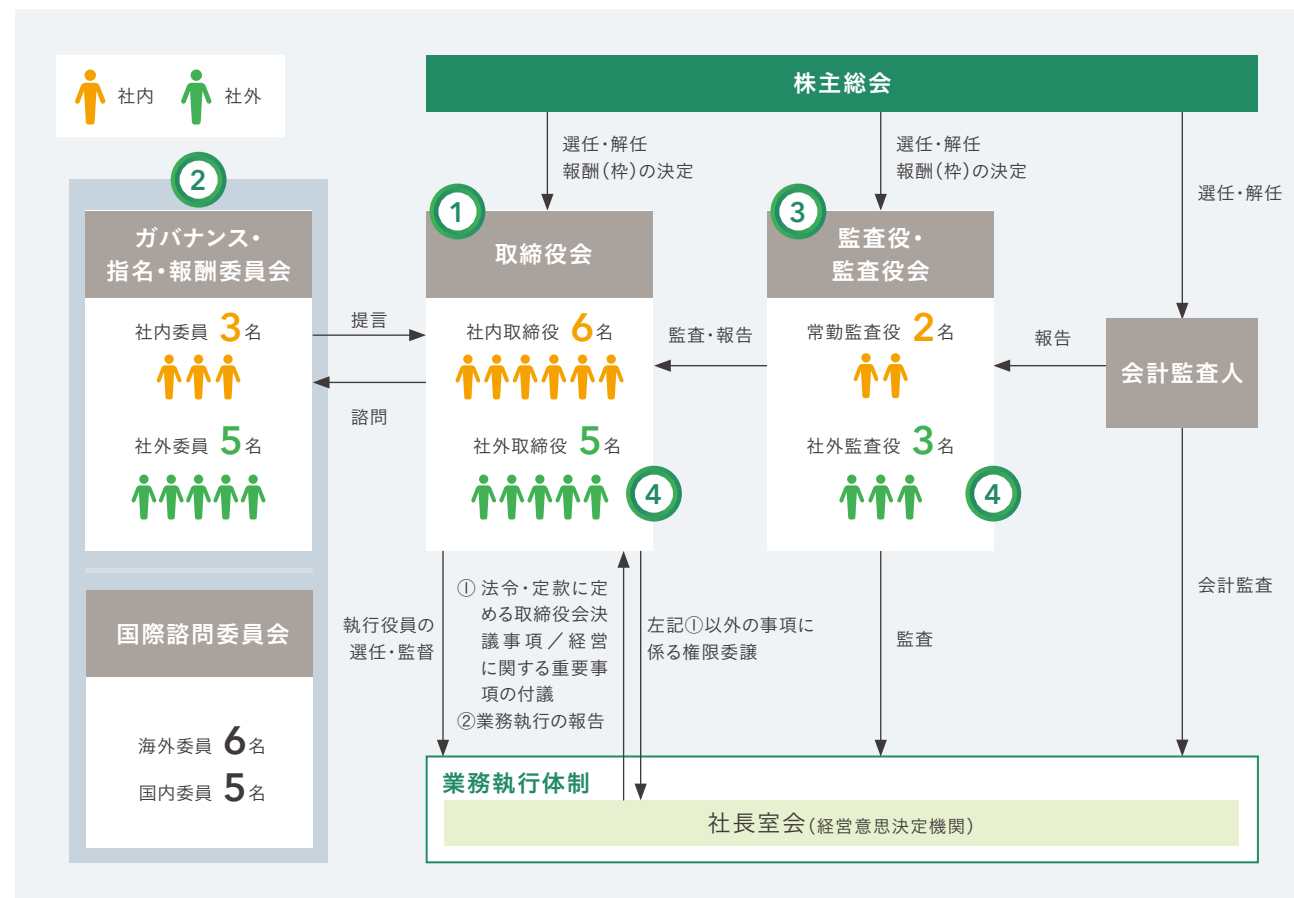 社内
社外
株主総会
選任・解任
報酬(枠)の決定
選任・解任
報酬(枠)の決定
選任・解任
2
ガバナンス・
指名・報酬委員会
社内委員 3名
社外委員 5名
提言
諮問
1
取締役会
社内取締役 6名
社外取締役 5名
4
監査・報告
3
監査役・
監査役会
常勤監査役 2名
社外監査役 3名
4
報告
会計監査人
国際諮問委員会
海外委員 6名
国内委員 5名
執行役員の
選任・監督
①法令・定款に定
める取締役会決
議事項/経営
に関する重要事
項の付議
②業務執行の報告
左記①以外の事項に
係る権限委譲
監査
会計監査
業務執行体制
社長室会(経営意思決定機関)